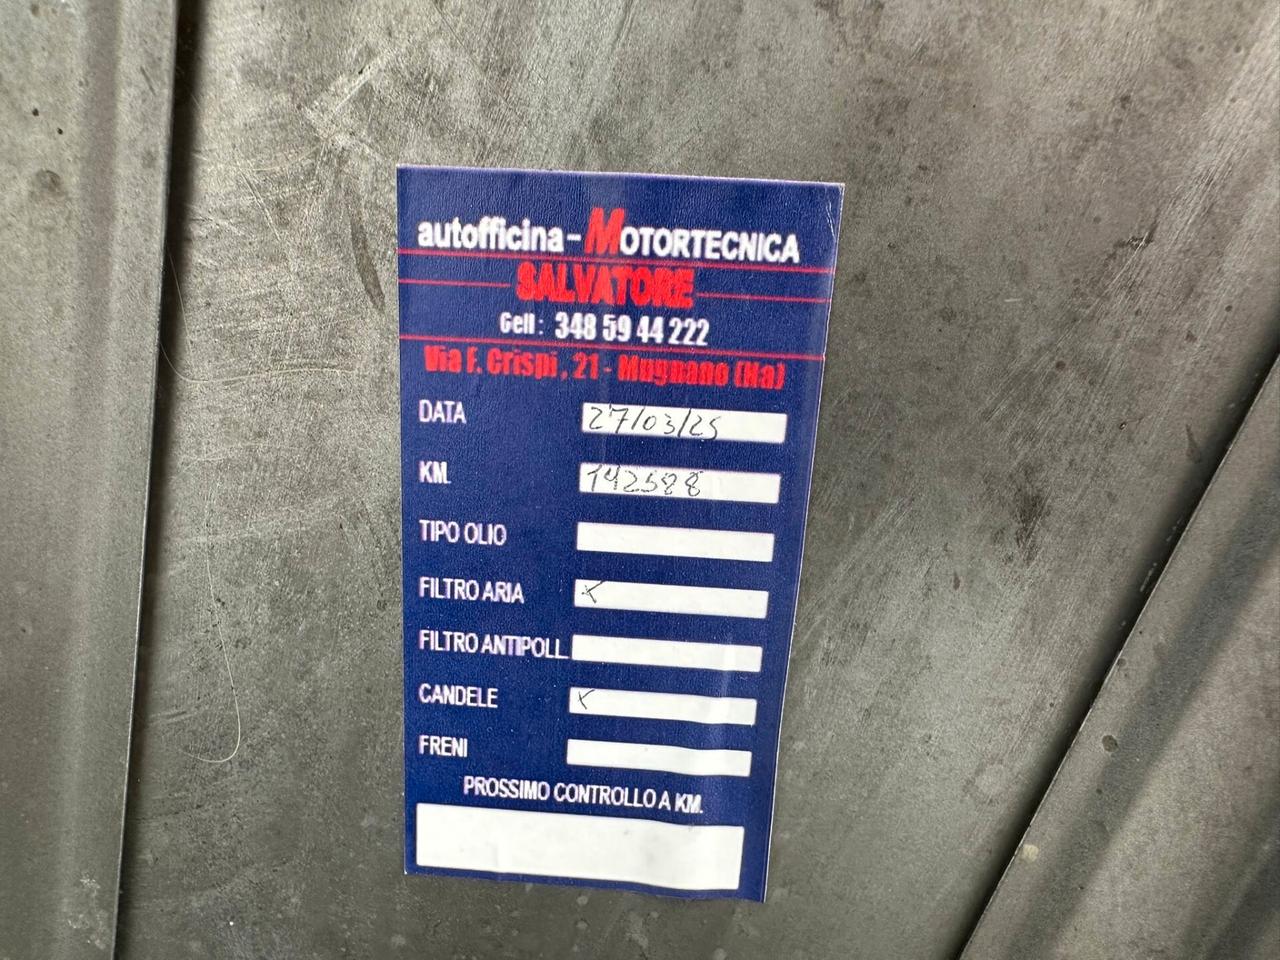 autofficina - MOTORTECNICA
SALVATORE
Cell: 348 59 44 222
Via F. Crispi, 21 - Mugnano (Na)
DATA 27/03/25
KM. 142588
TIPO OLIO
FILTRO ARIA X
FILTRO ANTIPOLL.
CANDELE X
FRENI
PROSSIMO CONTROLLO A KM.